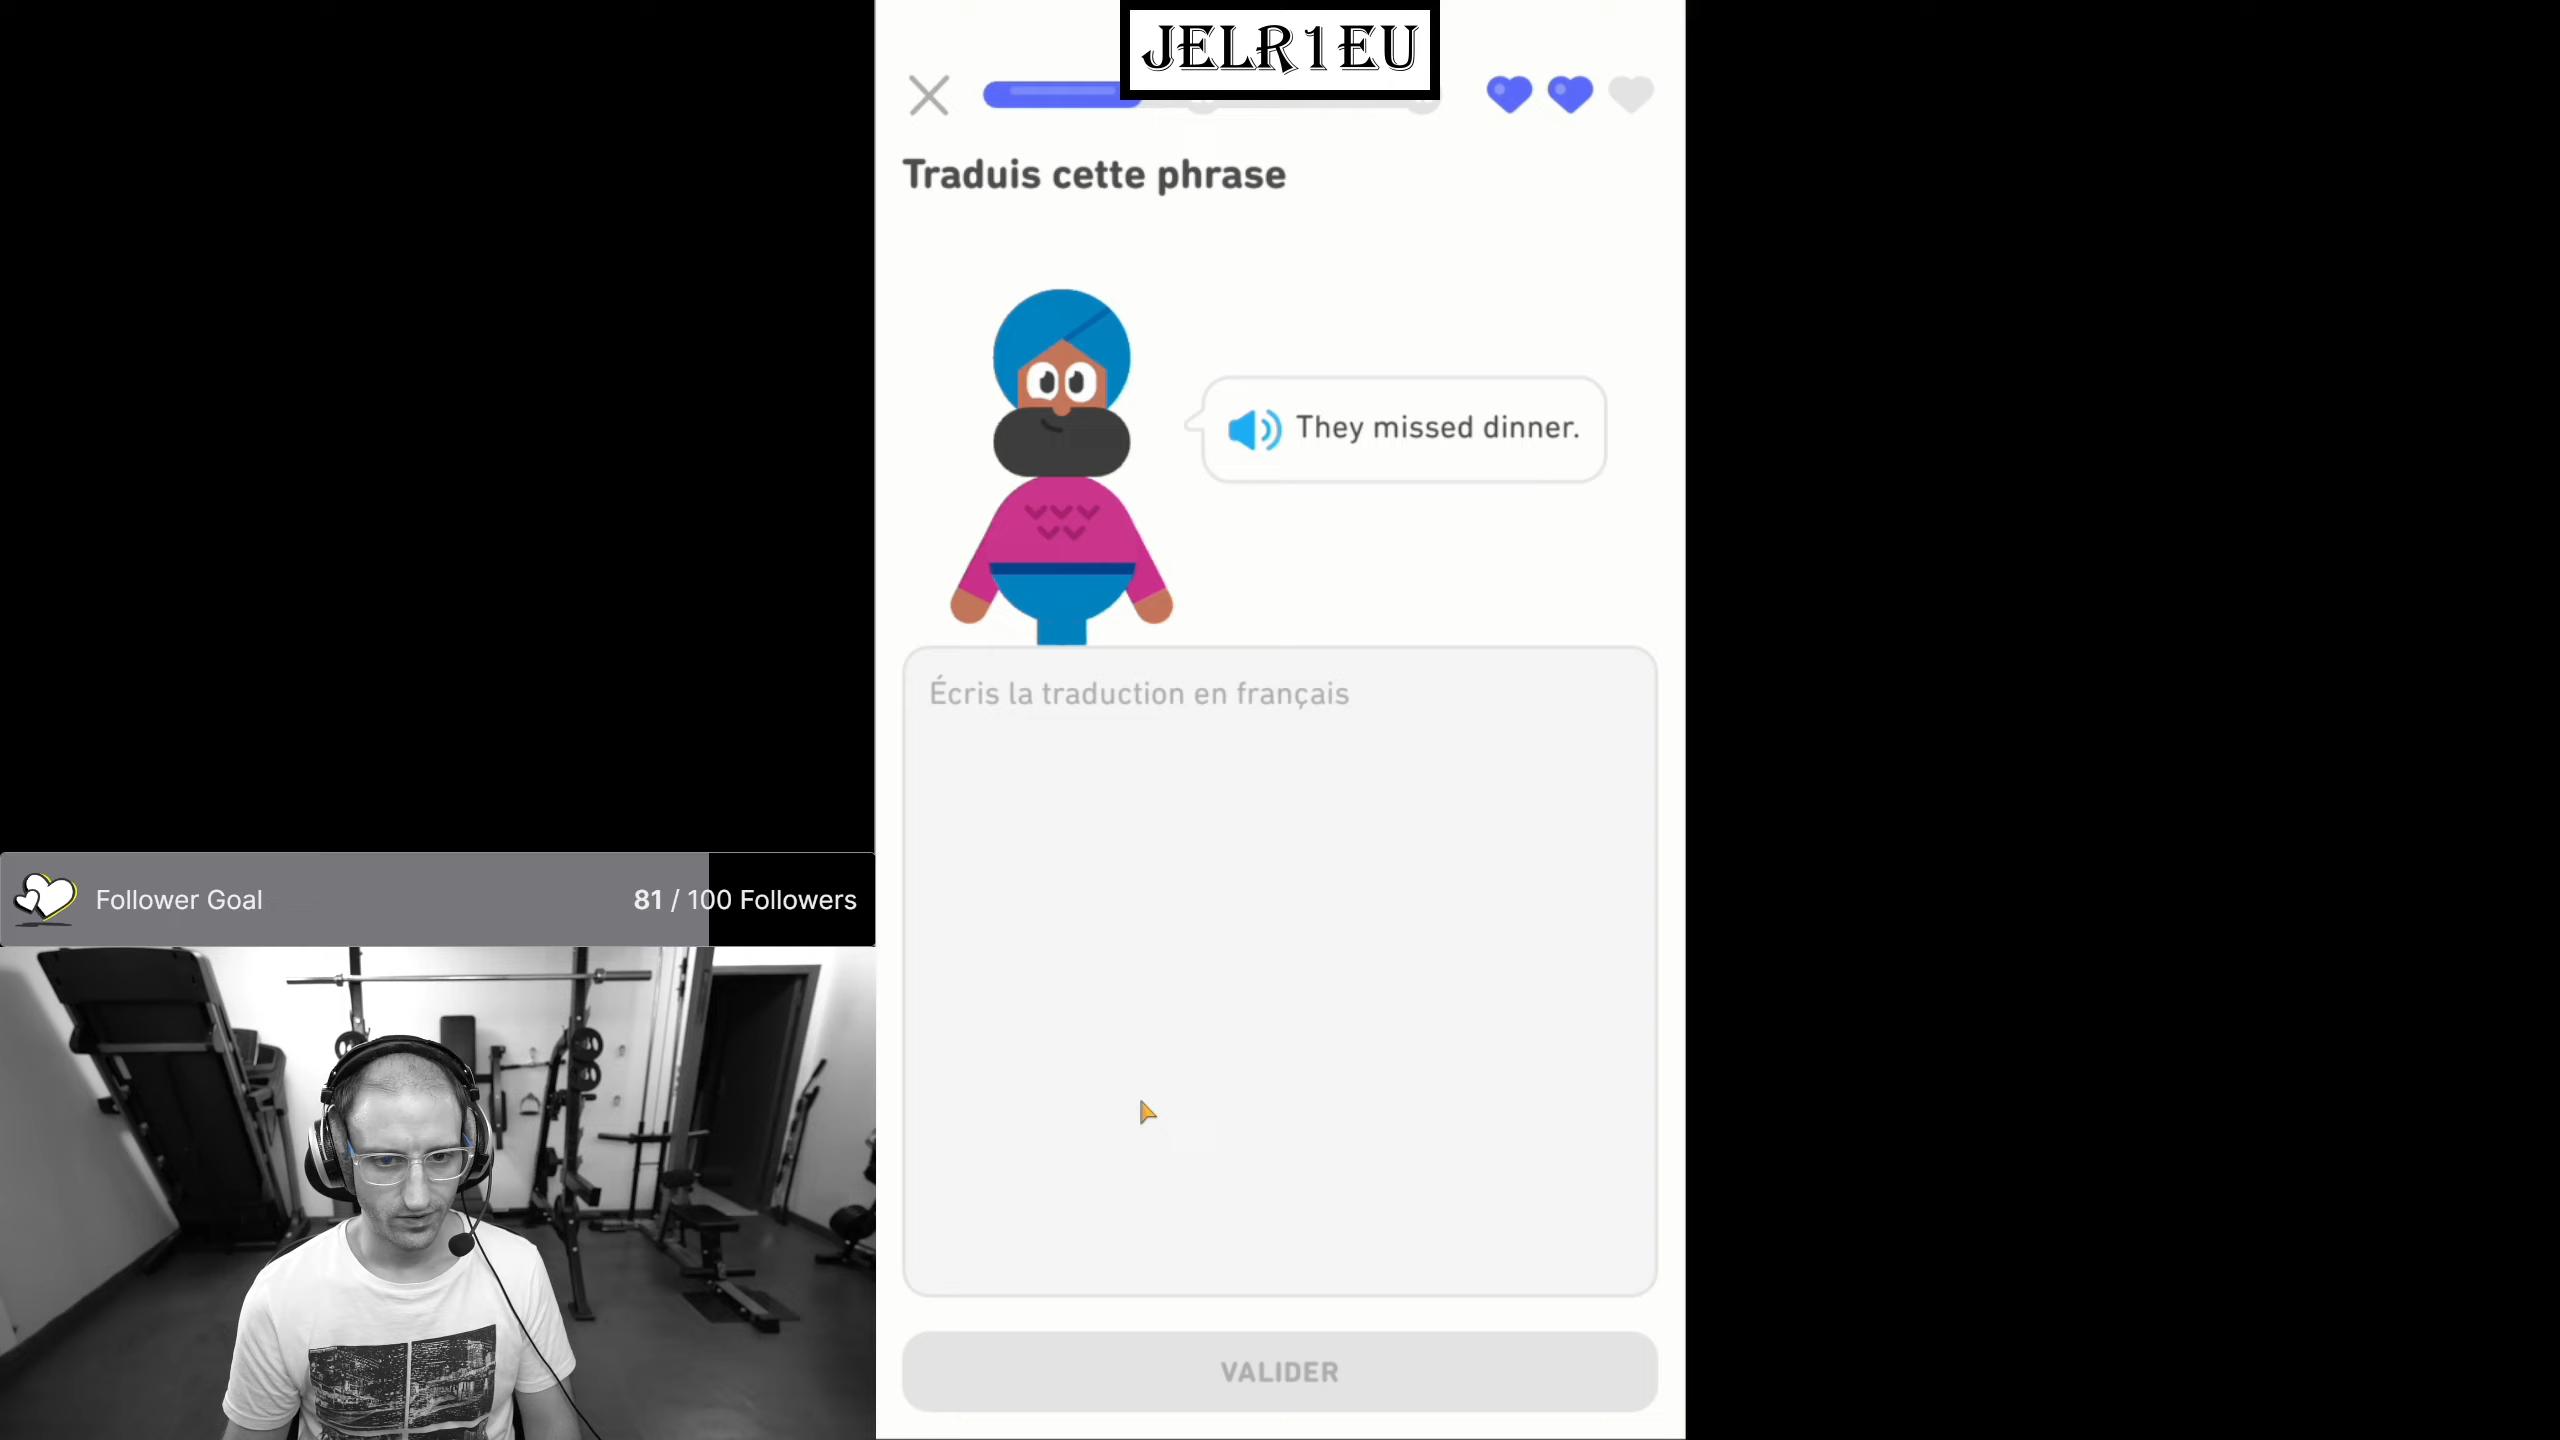 JELR1EU
Traduis cette phrase
They missed dinner.
Écris la traduction en français
Follower Goal
81 / 100 Followers
VALIDER